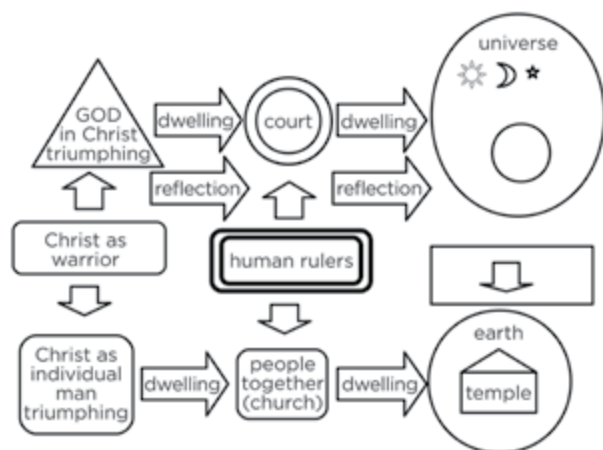 universe
GOD
in Christ
triumphing
dwelling
court
dwelling
reflection
reflection
Christ as
warrior
human rulers
Christ as
individual
man
triumphing
dwelling
people
together
(church)
dwelling
earth
temple